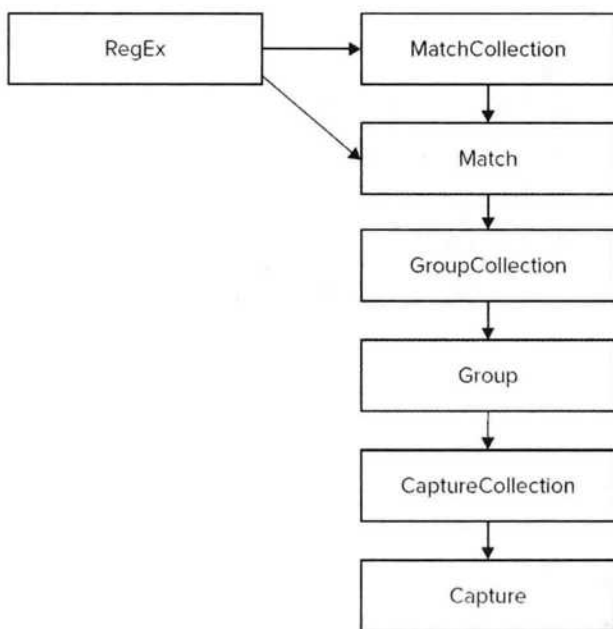 RegEx
MatchCollection
Match
GroupCollection
Group
CaptureCollection
Capture